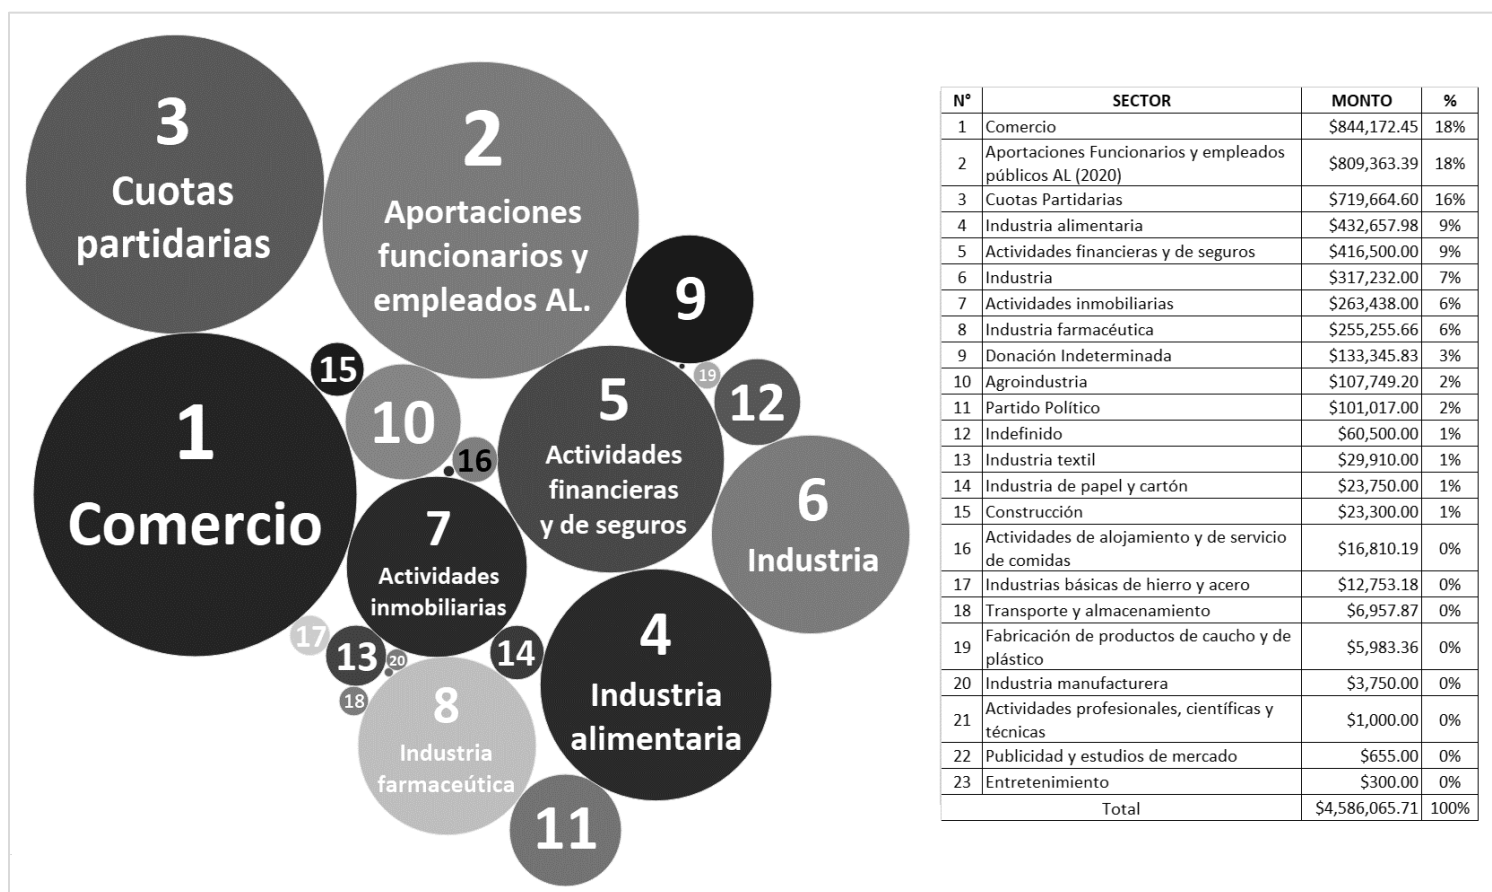 3
Cuotas
partidarias
2
Aportaciones
funcionarios y
empleados AL.
9
15
19
12
1
Comercio
10
16
5
Actividades
financieras
y de seguros
6
Industria
7
Actividades
inmobiliarias
17
13
20
18
14
4
Industria
alimentaria
8
Industria
farmaceútica
11
N° SECTOR MONTO %
1 Comercio $844,172.45 18%
2 Aportaciones Funcionarios y empleados
públicos AL (2020) $809,363.39 18%
3 Cuotas Partidarias $719,664.60 16%
4 Industria alimentaria $432,657.98 9%
5 Actividades financieras y de seguros $416,500.00 9%
6 Industria $317,232.00 7%
7 Actividades inmobiliarias $263,438.00 6%
8 Industria farmacéutica $255,255.66 6%
9 Donación Indeterminada $133,345.83 3%
10 Agroindustria $107,749.20 2%
11 Partido Político $101,017.00 2%
12 Indefinido $60,500.00 1%
13 Industria textil $29,910.00 1%
14 Industria de papel y cartón $23,750.00 1%
15 Construcción $23,300.00 1%
16 Actividades de alojamiento y de servicio
de comidas $16,810.19 0%
17 Industrias básicas de hierro y acero $12,753.18 0%
18 Transporte y almacenamiento $6,957.87 0%
19 Fabricación de productos de caucho y de
plástico $5,983.36 0%
20 Industria manufacturera $3,750.00 0%
21 Actividades profesionales, científicas y
técnicas $1,000.00 0%
22 Publicidad y estudios de mercado $655.00 0%
23 Entretenimiento $300.00 0%
Total $4,586,065.71 100%